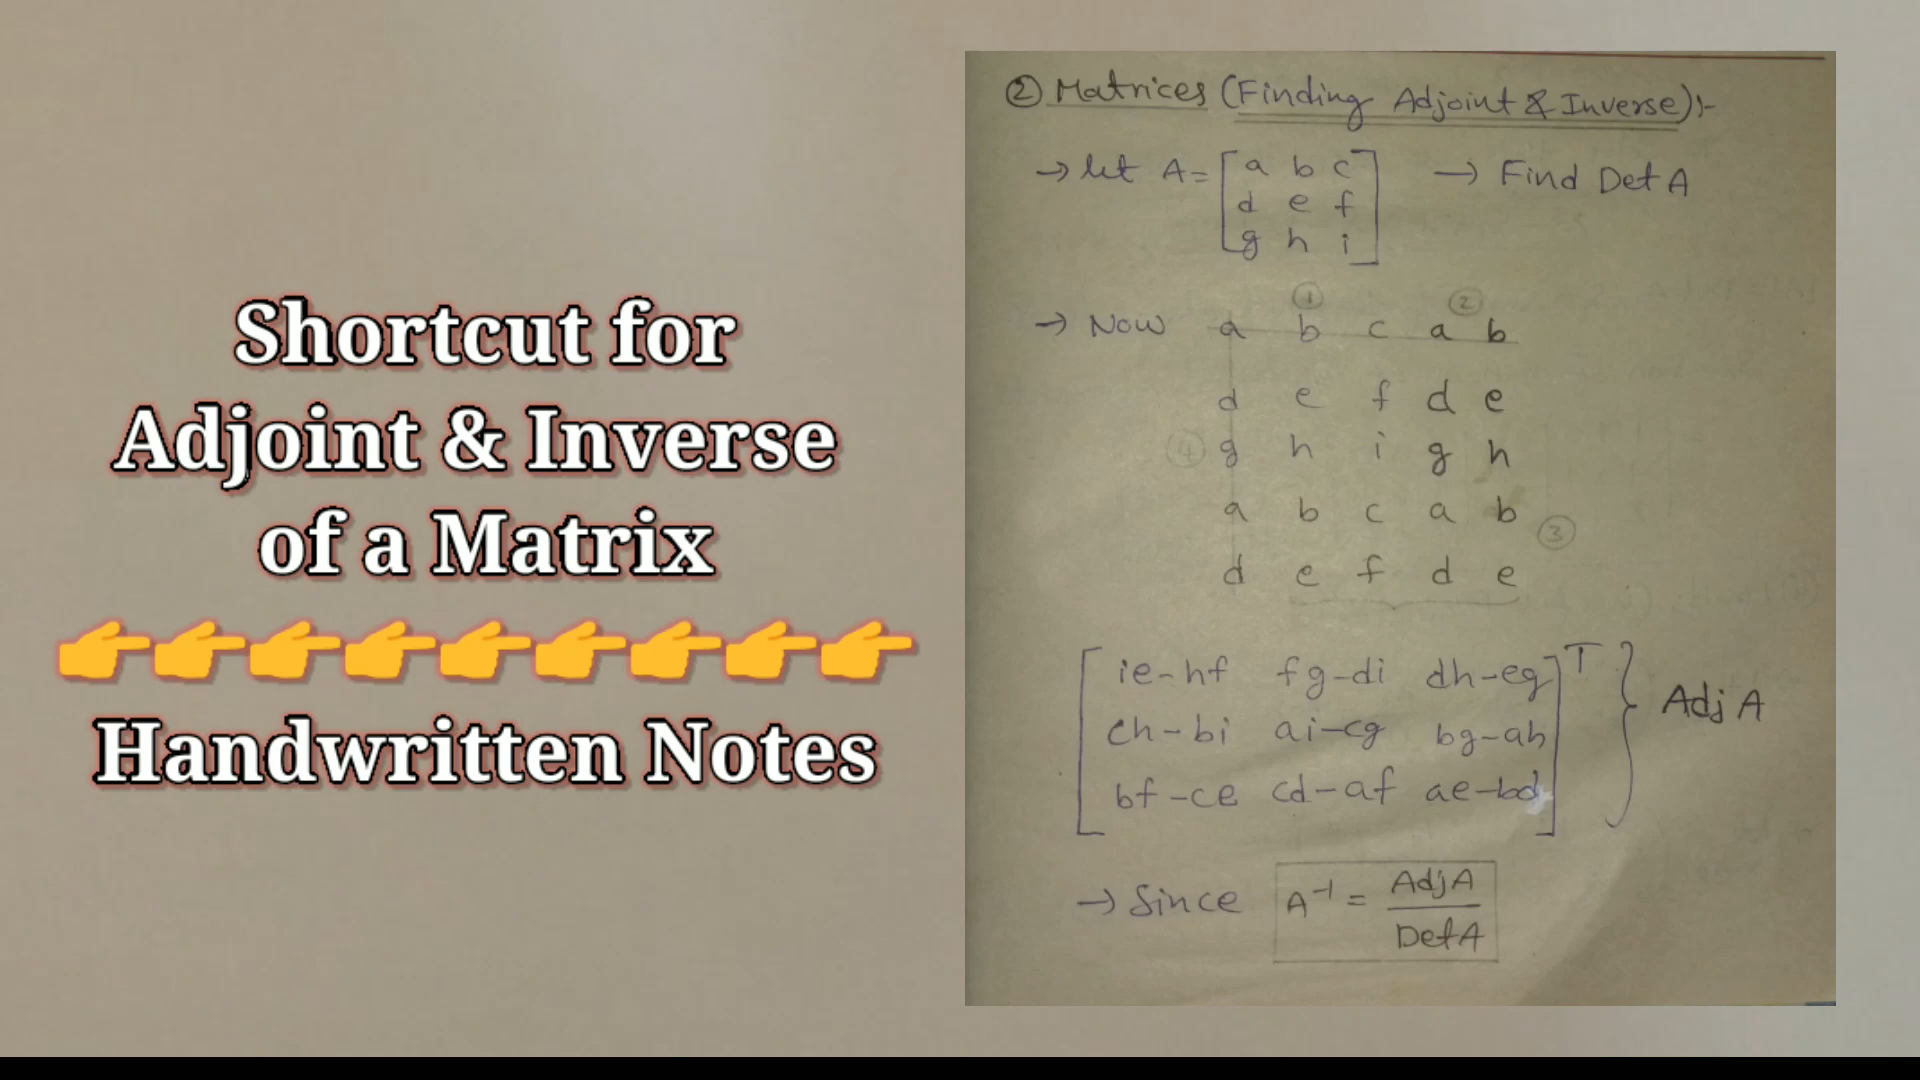 Shortcut for
Adjoint & Inverse
of a Matrix
👉👉👉👉👉👉👉👉👉
Handwritten Notes
② Matrices (Finding Adjoint & Inverse):-
→ let A = [a b c → Find Det A
d e f
g h i]
① ②
→ Now a b c a b
d e f d e
④ g h i g h
a b c a b
③
d e f d e
[ie-hf fg-di dh-eg]ᵀ
ch-bi ai-cg bg-ah } Adj A
bf-ce cd-af ae-bd
→ Since A⁻¹ = AdjA
DetA